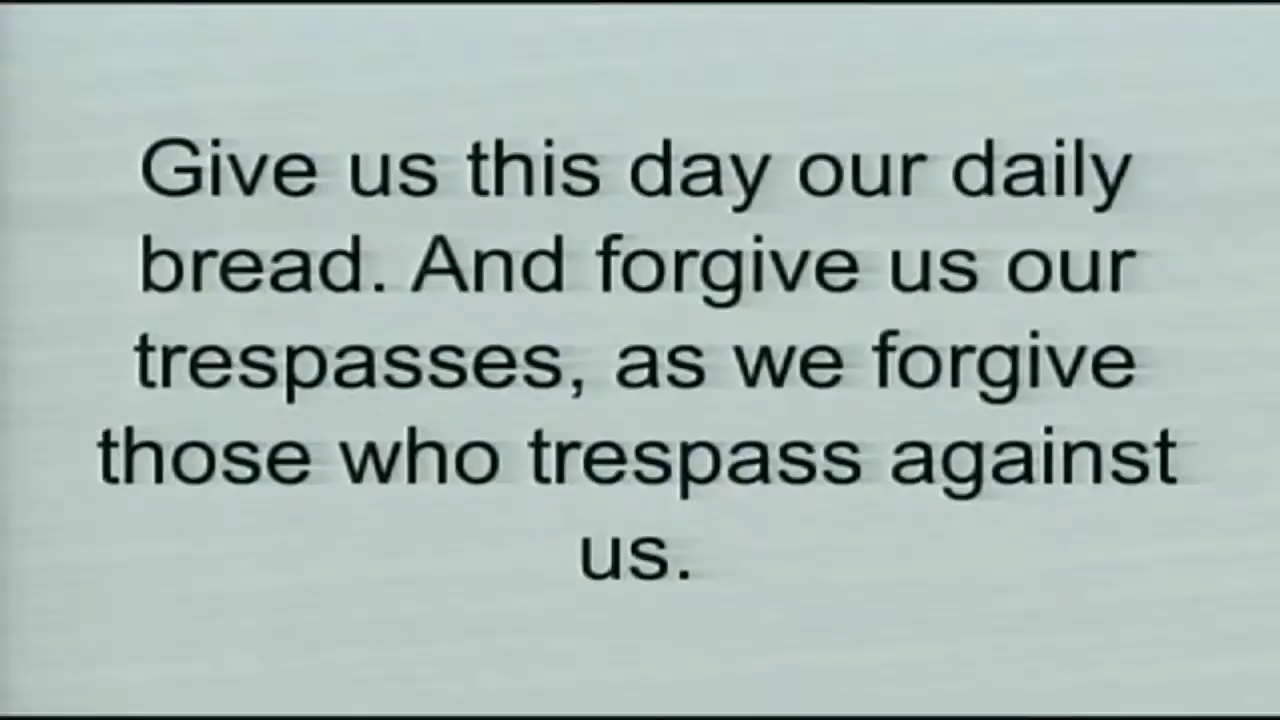 Give us this day our daily
bread. And forgive us our
trespasses, as we forgive
those who trespass against
us.